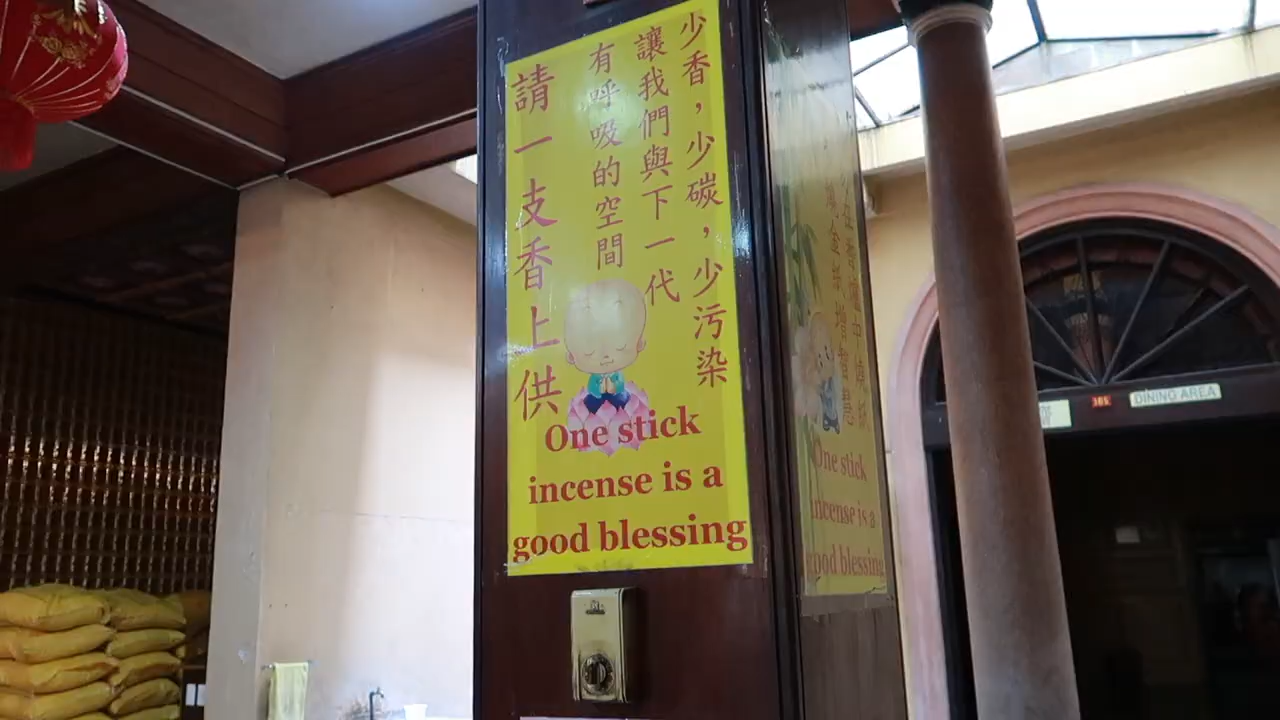 少香，少碳，少污染
讓我們與下一代
有呼吸的空間
請一支香上供
One stick
incense is a
good blessing
One stick
incense is a
good blessing
DINING AREA